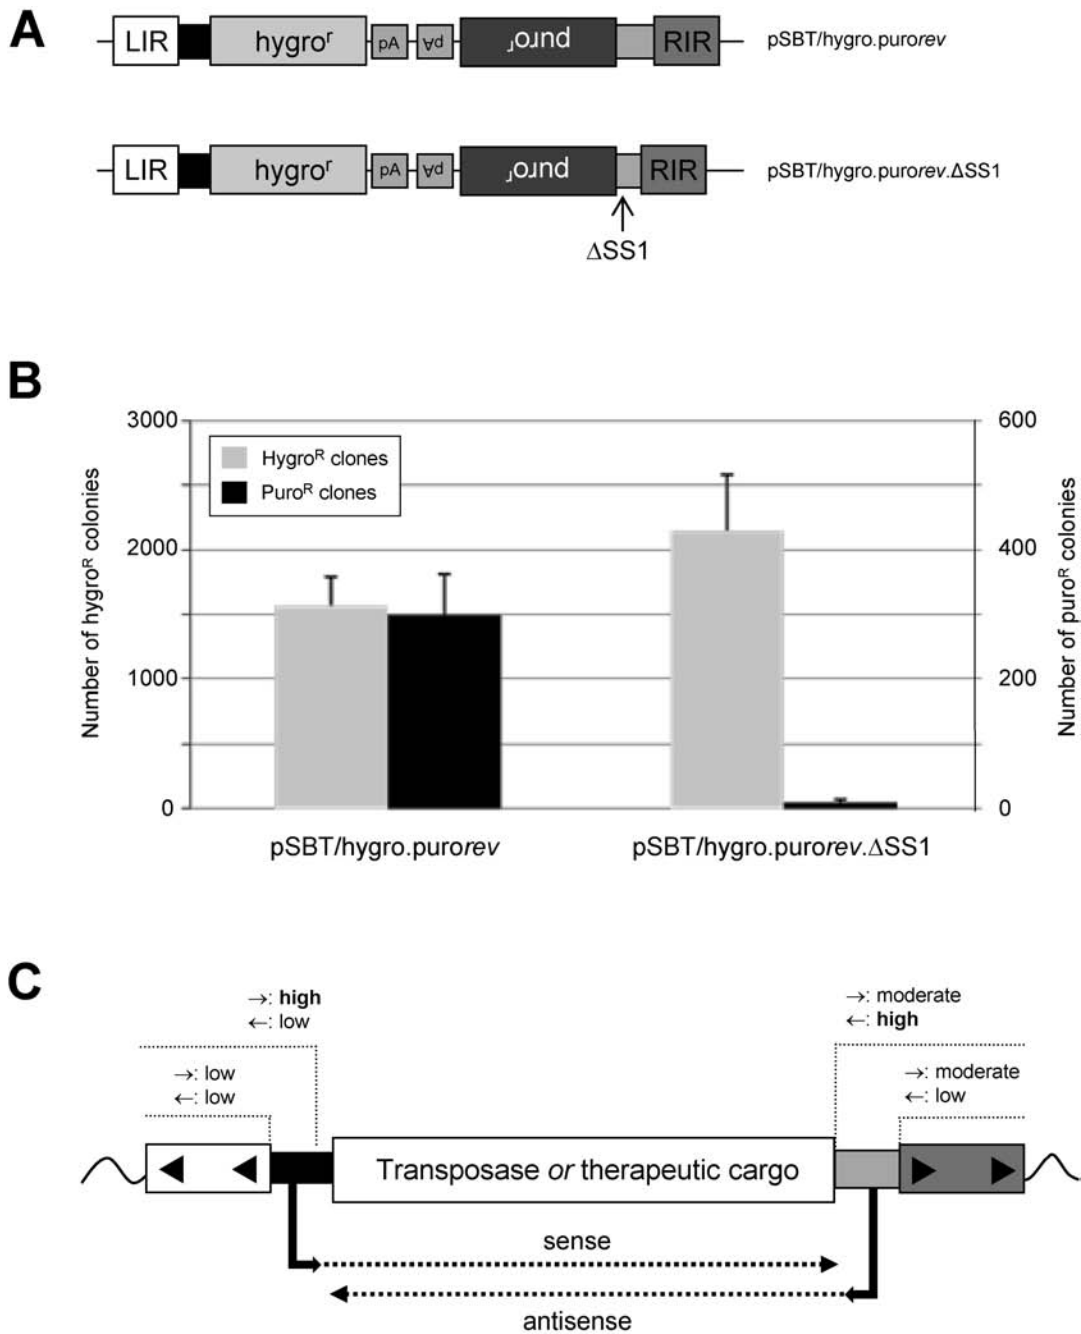 A
LIR hygroʳ pA pA puroʳ RIR pSBT/hygro.purorev
LIR hygroʳ pA pA puroʳ RIR pSBT/hygro.purorev.ΔSS1
ΔSS1
B
3000
2000
1000
0
Number of hygroᴿ colonies
Hygroᴿ clones
Puroᴿ clones
600
400
200
0
Number of puroᴿ colonies
pSBT/hygro.purorev
pSBT/hygro.purorev.ΔSS1
C
→: high
←: low
→: low
←: low
→: moderate
←: high
→: moderate
←: low
Transposase or therapeutic cargo
sense
antisense